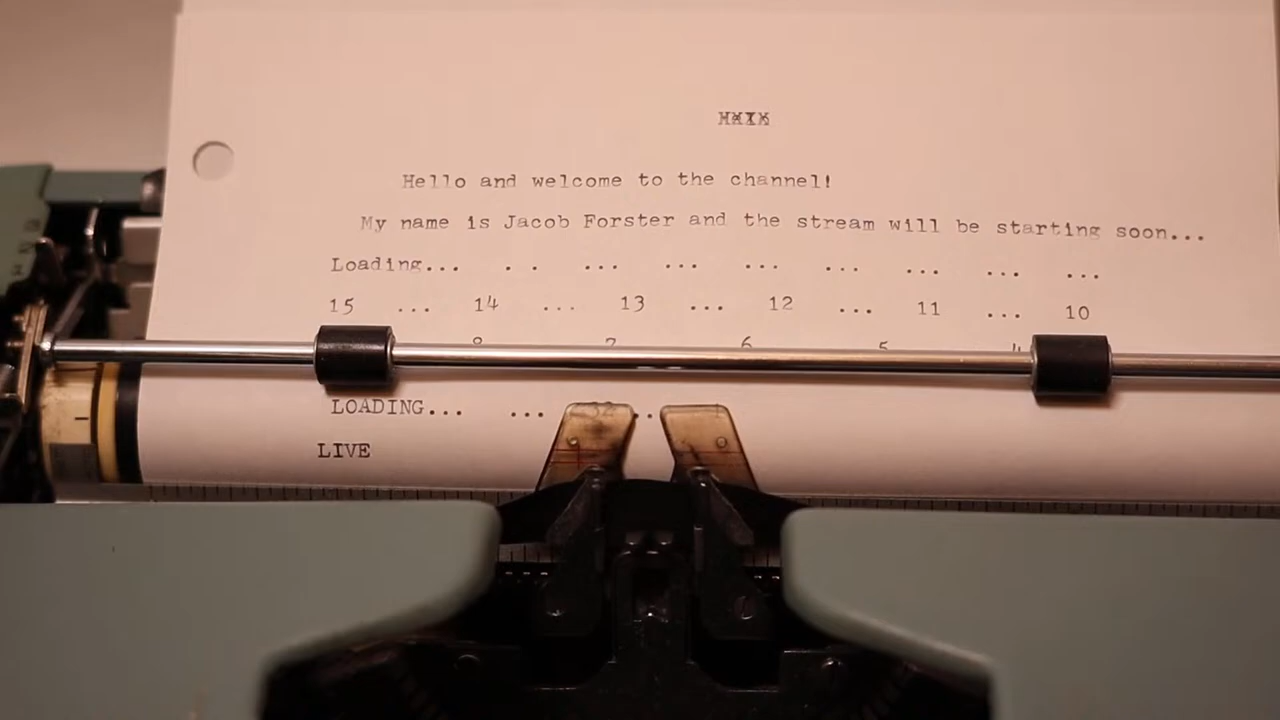 Hello and welcome to the channel!
My name is Jacob Forster and the stream will be starting soon...
Loading... . . ... ... ... ... ... ... ...
15 ... 14 ... 13 ... 12 ... 11 ... 10
6
LOADING... ... ..
LIVE